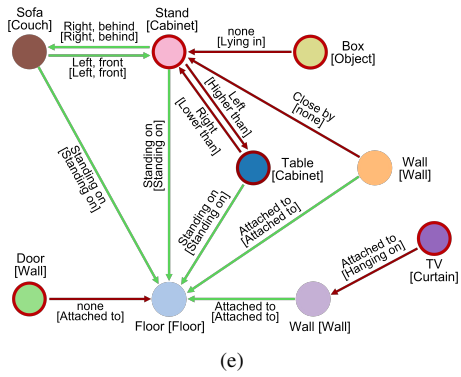 Sofa
[Couch]
Right, behind
[Right, behind]
Left, front
[Left, front]
Stand
[Cabinet]
none
[Lying in]
Box
[Object]
Left
[Higher than]
Right
[Lower than]
Close by
[none]
Standing on
[Standing on]
Standing on
[Standing on]
Standing on
[Standing on]
Table
[Cabinet]
Wall
[Wall]
Attached to
[Attached to]
Door
[Wall]
none
[Attached to]
Floor [Floor]
Attached to
[Attached to]
Wall [Wall]
Attached to
[Hanging on]
TV
[Curtain]
(e)